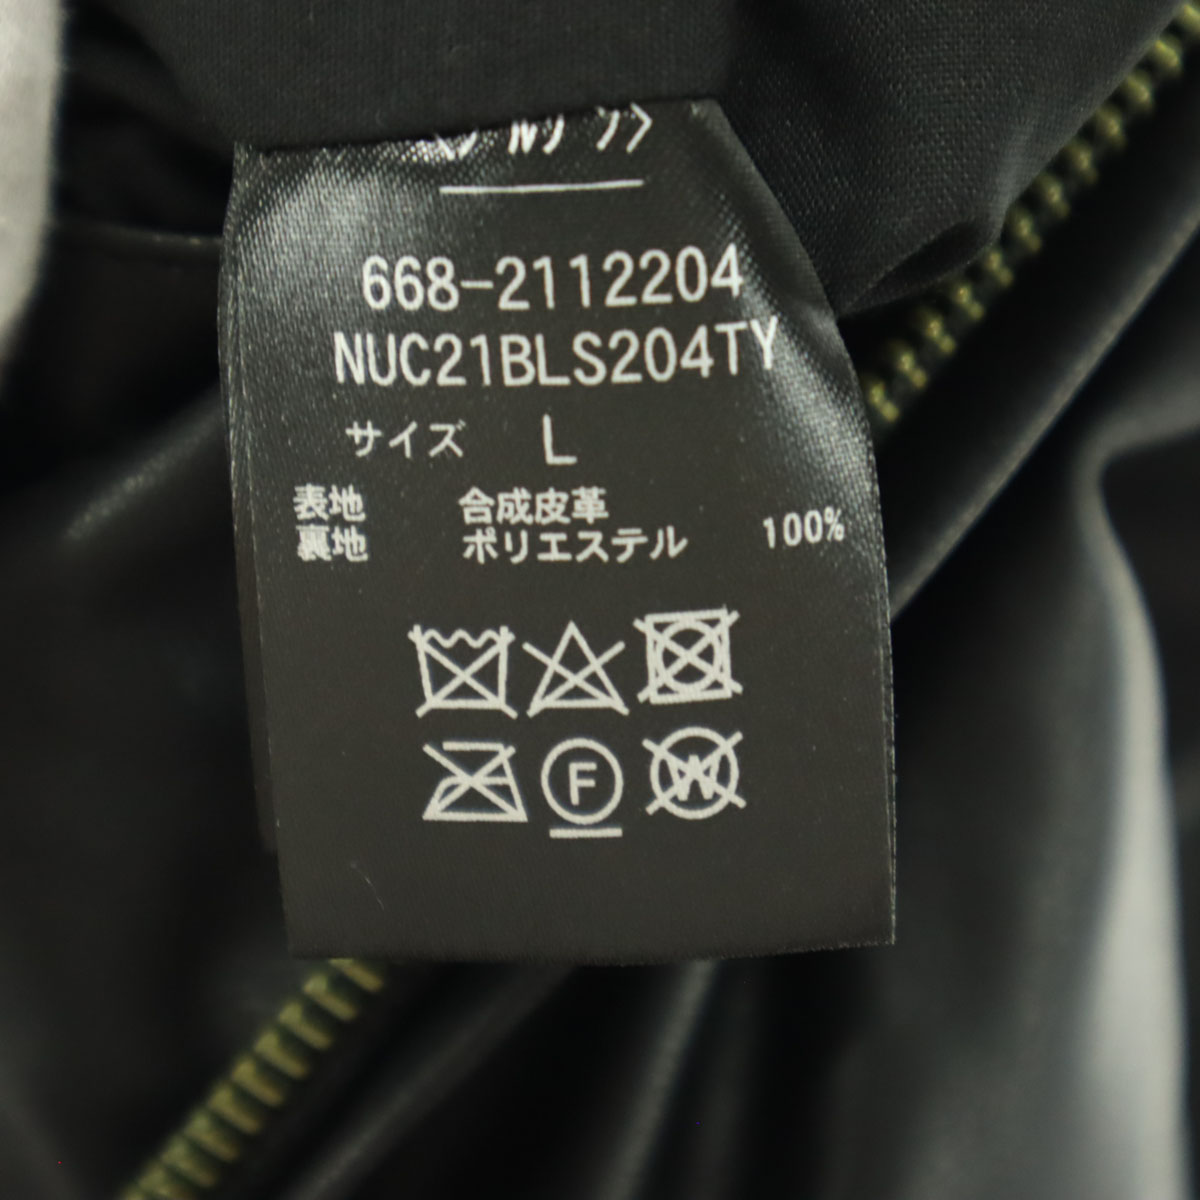 668-2112204
NUC21BLS204TY
サイズ L
表地 合成皮革
裏地 ポリエステル 100%
F
W